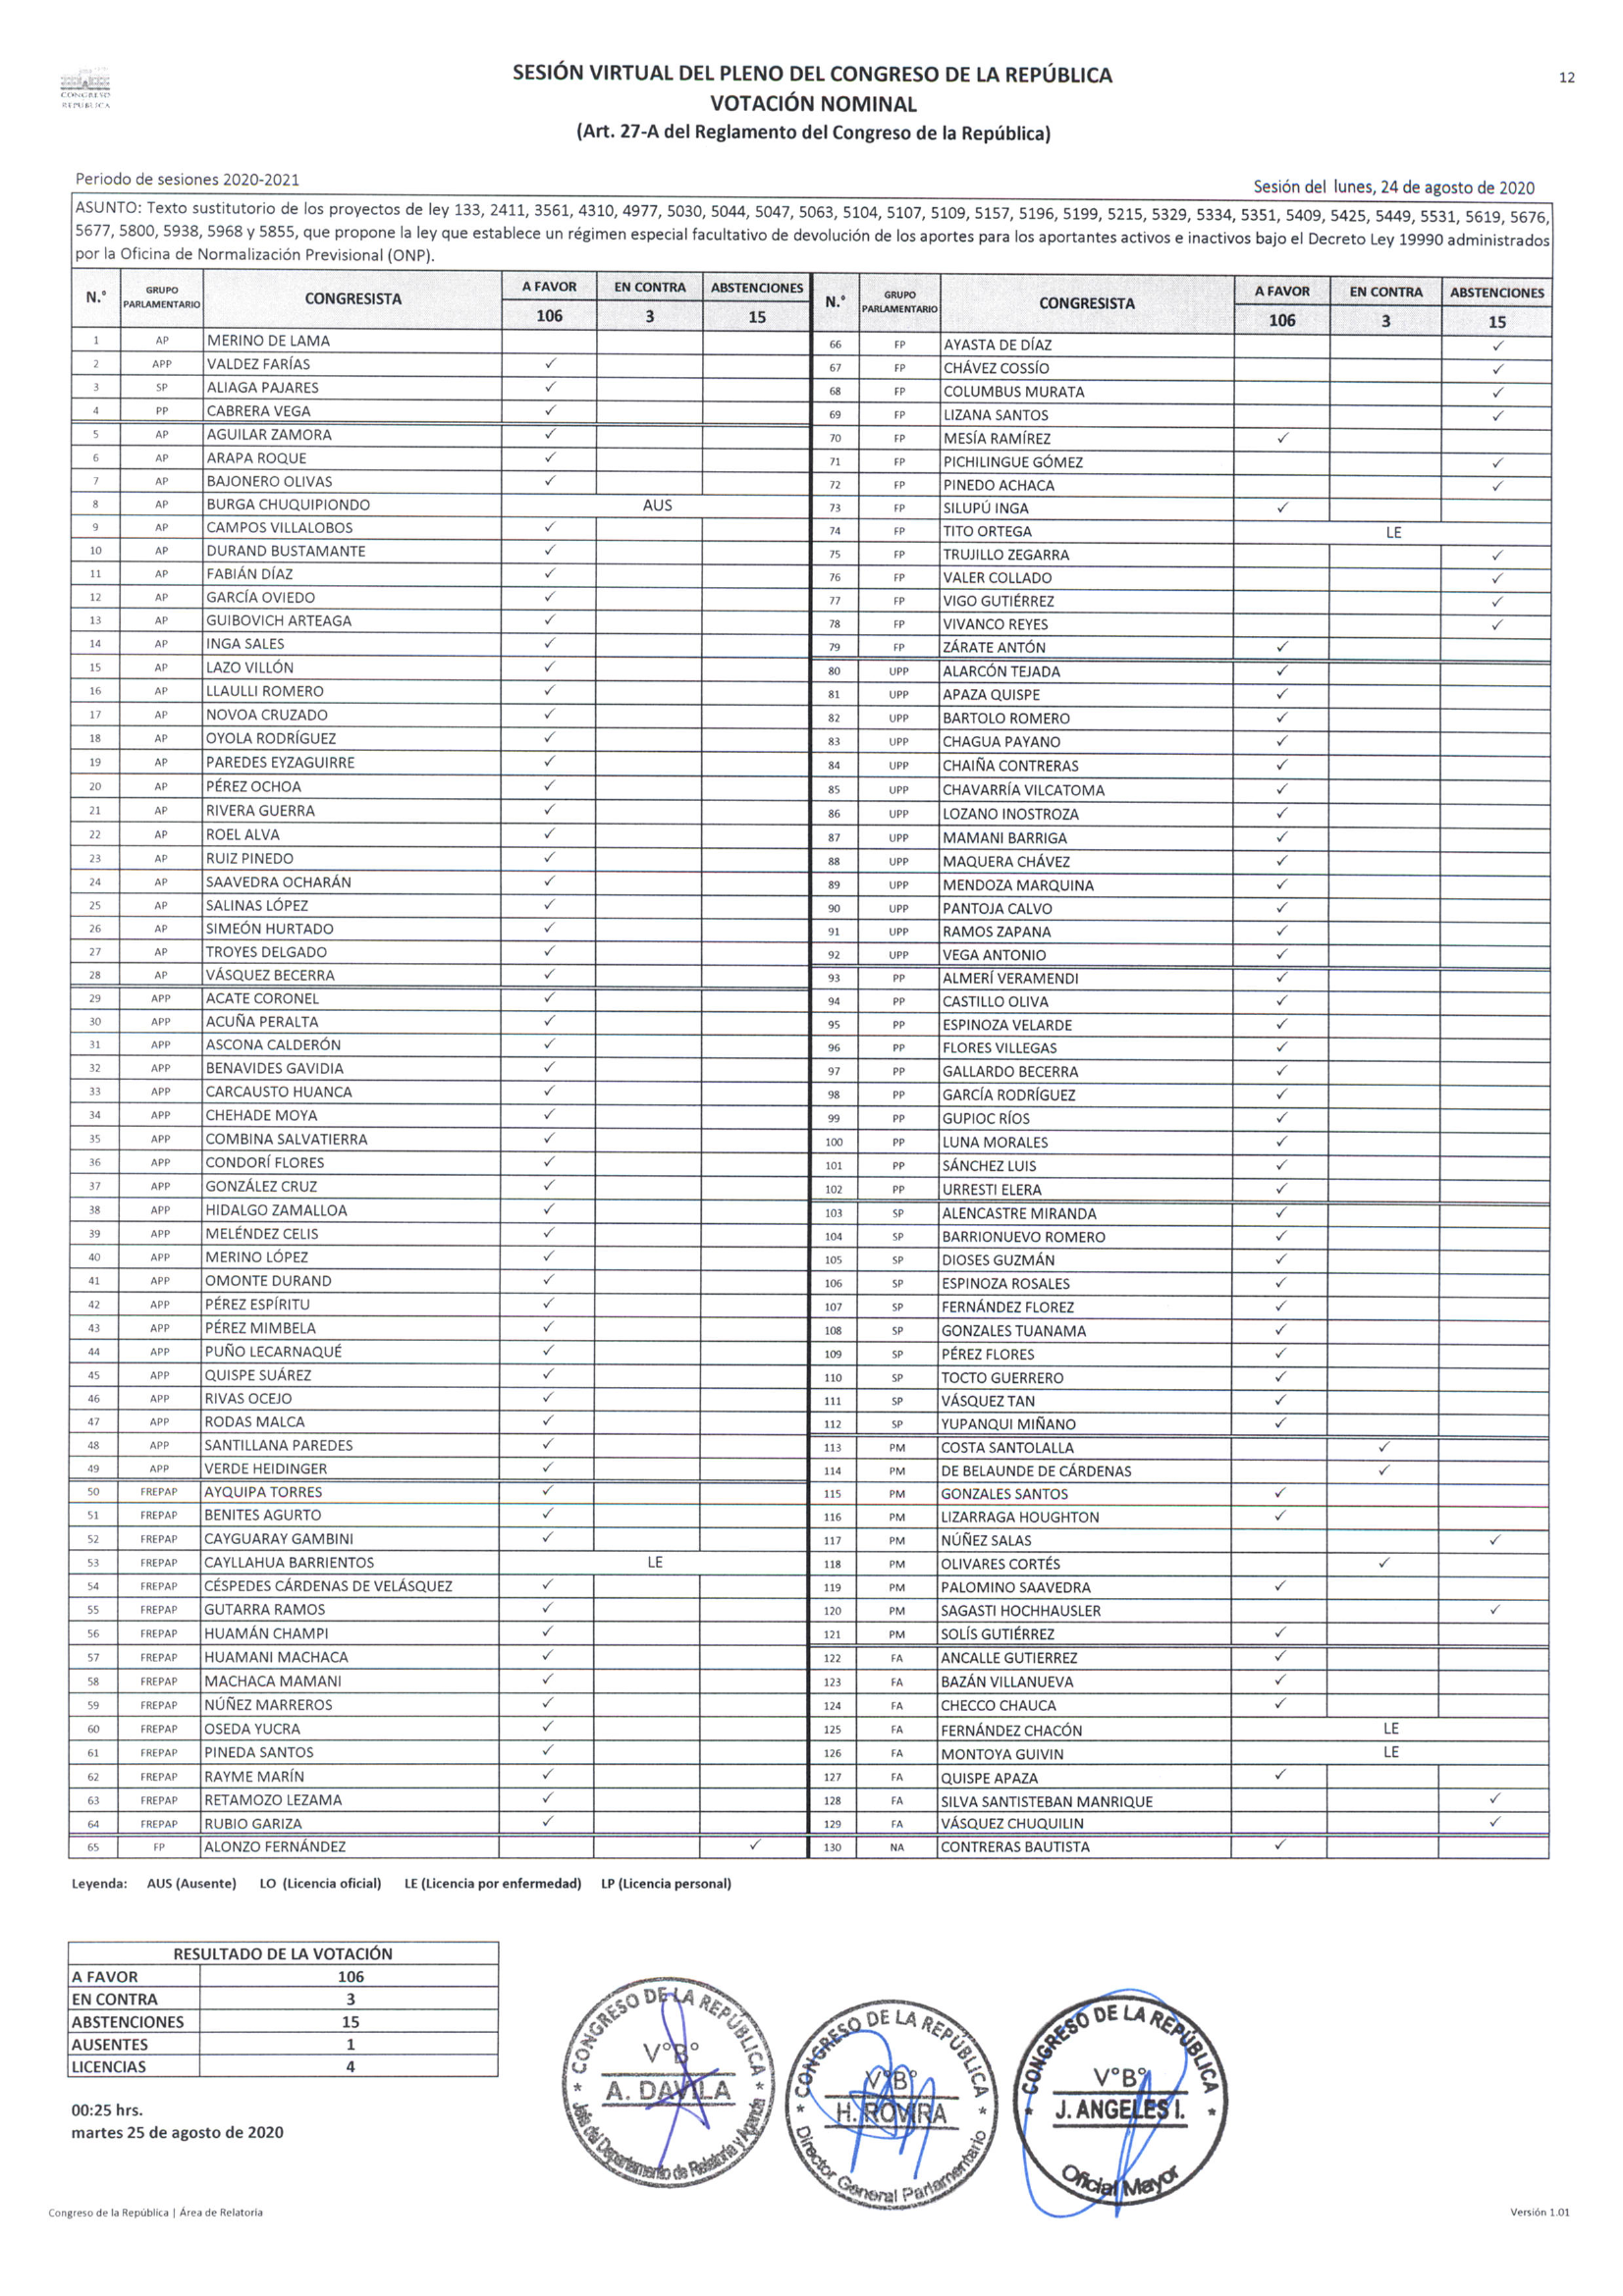 CONGRESO
REPÚBLICA
SESIÓN VIRTUAL DEL PLENO DEL CONGRESO DE LA REPÚBLICA
12
VOTACIÓN NOMINAL
(Art. 27-A del Reglamento del Congreso de la República)
Periodo de sesiones 2020-2021
Sesión del lunes, 24 de agosto de 2020
ASUNTO: Texto sustitutorio de los proyectos de ley 133, 2411, 3561, 4310, 4977, 5030, 5044, 5047, 5063, 5104, 5107, 5109, 5157, 5196, 5199, 5215, 5329, 5334, 5351, 5409, 5425, 5449, 5531, 5619, 5676,
5677, 5800, 5938, 5968 y 5855, que propone la ley que establece un régimen especial facultativo de devolución de los aportes para los aportantes activos e inactivos bajo el Decreto Ley 19990 administrados
por la Oficina de Normalización Previsional (ONP).
N.° GRUPO PARLAMENTARIO CONGRESISTA A FAVOR EN CONTRA ABSTENCIONES
106 3 15
1 AP MERINO DE LAMA
2 APP VALDEZ FARÍAS ✓
3 SP ALIAGA PAJARES ✓
4 PP CABRERA VEGA ✓
5 AP AGUILAR ZAMORA ✓
6 AP ARAPA ROQUE ✓
7 AP BAJONERO OLIVAS ✓
8 AP BURGA CHUQUIPIONDO AUS
9 AP CAMPOS VILLALOBOS ✓
10 AP DURAND BUSTAMANTE ✓
11 AP FABIÁN DÍAZ ✓
12 AP GARCÍA OVIEDO ✓
13 AP GUIBOVICH ARTEAGA ✓
14 AP INGA SALES ✓
15 AP LAZO VILLÓN ✓
16 AP LLAULLI ROMERO ✓
17 AP NOVOA CRUZADO ✓
18 AP OYOLA RODRÍGUEZ ✓
19 AP PAREDES EYZAGUIRRE ✓
20 AP PÉREZ OCHOA ✓
21 AP RIVERA GUERRA ✓
22 AP ROEL ALVA ✓
23 AP RUIZ PINEDO ✓
24 AP SAAVEDRA OCHARÁN ✓
25 AP SALINAS LÓPEZ ✓
26 AP SIMEÓN HURTADO ✓
27 AP TROYES DELGADO ✓
28 AP VÁSQUEZ BECERRA ✓
29 APP ACATE CORONEL ✓
30 APP ACUÑA PERALTA ✓
31 APP ASCONA CALDERÓN ✓
32 APP BENAVIDES GAVIDIA ✓
33 APP CARCAUSTO HUANCA ✓
34 APP CHEHADE MOYA ✓
35 APP COMBINA SALVATIERRA ✓
36 APP CONDORÍ FLORES ✓
37 APP GONZÁLEZ CRUZ ✓
38 APP HIDALGO ZAMALLOA ✓
39 APP MELÉNDEZ CELIS ✓
40 APP MERINO LÓPEZ ✓
41 APP OMONTE DURAND ✓
42 APP PÉREZ ESPÍRITU ✓
43 APP PÉREZ MIMBELA ✓
44 APP PUÑO LECARNAQUÉ ✓
45 APP QUISPE SUÁREZ ✓
46 APP RIVAS OCEJO ✓
47 APP RODAS MALCA ✓
48 APP SANTILLANA PAREDES ✓
49 APP VERDE HEIDINGER ✓
50 FREPAP AYQUIPA TORRES ✓
51 FREPAP BENITES AGURTO ✓
52 FREPAP CAYGUARAY GAMBINI ✓
53 FREPAP CAYLLAHUA BARRIENTOS LE
54 FREPAP CÉSPEDES CÁRDENAS DE VELÁSQUEZ ✓
55 FREPAP GUTARRA RAMOS ✓
56 FREPAP HUAMÁN CHAMPI ✓
57 FREPAP HUAMANI MACHACA ✓
58 FREPAP MACHACA MAMANI ✓
59 FREPAP NÚÑEZ MARREROS ✓
60 FREPAP OSEDA YUCRA ✓
61 FREPAP PINEDA SANTOS ✓
62 FREPAP RAYME MARÍN ✓
63 FREPAP RETAMOZO LEZAMA ✓
64 FREPAP RUBIO GARIZA ✓
65 FP ALONZO FERNÁNDEZ ✓
N.° GRUPO PARLAMENTARIO CONGRESISTA A FAVOR EN CONTRA ABSTENCIONES
106 3 15
66 FP AYASTA DE DÍAZ ✓
67 FP CHÁVEZ COSSÍO ✓
68 FP COLUMBUS MURATA ✓
69 FP LIZANA SANTOS ✓
70 FP MESÍA RAMÍREZ ✓
71 FP PICHILINGUE GÓMEZ ✓
72 FP PINEDO ACHACA ✓
73 FP SILUPÚ INGA ✓
74 FP TITO ORTEGA LE
75 FP TRUJILLO ZEGARRA ✓
76 FP VALER COLLADO ✓
77 FP VIGO GUTIÉRREZ ✓
78 FP VIVANCO REYES ✓
79 FP ZÁRATE ANTÓN ✓
80 UPP ALARCÓN TEJADA ✓
81 UPP APAZA QUISPE ✓
82 UPP BARTOLO ROMERO ✓
83 UPP CHAGUA PAYANO ✓
84 UPP CHAIÑA CONTRERAS ✓
85 UPP CHAVARRÍA VILCATOMA ✓
86 UPP LOZANO INOSTROZA ✓
87 UPP MAMANI BARRIGA ✓
88 UPP MAQUERA CHÁVEZ ✓
89 UPP MENDOZA MARQUINA ✓
90 UPP PANTOJA CALVO ✓
91 UPP RAMOS ZAPANA ✓
92 UPP VEGA ANTONIO ✓
93 PP ALMERÍ VERAMENDI ✓
94 PP CASTILLO OLIVA ✓
95 PP ESPINOZA VELARDE ✓
96 PP FLORES VILLEGAS ✓
97 PP GALLARDO BECERRA ✓
98 PP GARCÍA RODRÍGUEZ ✓
99 PP GUPIOC RÍOS ✓
100 PP LUNA MORALES ✓
101 PP SÁNCHEZ LUIS ✓
102 PP URRESTI ELERA ✓
103 SP ALENCASTRE MIRANDA ✓
104 SP BARRIONUEVO ROMERO ✓
105 SP DIOSES GUZMÁN ✓
106 SP ESPINOZA ROSALES ✓
107 SP FERNÁNDEZ FLOREZ ✓
108 SP GONZALES TUANAMA ✓
109 SP PÉREZ FLORES ✓
110 SP TOCTO GUERRERO ✓
111 SP VÁSQUEZ TAN ✓
112 SP YUPANQUI MIÑANO ✓
113 PM COSTA SANTOLALLA ✓
114 PM DE BELAUNDE DE CÁRDENAS ✓
115 PM GONZALES SANTOS ✓
116 PM LIZARRAGA HOUGHTON ✓
117 PM NÚÑEZ SALAS ✓
118 PM OLIVARES CORTÉS ✓
119 PM PALOMINO SAAVEDRA ✓
120 PM SAGASTI HOCHHAUSLER ✓
121 PM SOLÍS GUTIÉRREZ ✓
122 FA ANCALLE GUTIERREZ ✓
123 FA BAZÁN VILLANUEVA ✓
124 FA CHECCO CHAUCA ✓
125 FA FERNÁNDEZ CHACÓN LE
126 FA MONTOYA GUIVIN LE
127 FA QUISPE APAZA ✓
128 FA SILVA SANTISTEBAN MANRIQUE ✓
129 FA VÁSQUEZ CHUQUILIN ✓
130 NA CONTRERAS BAUTISTA ✓
Leyenda: AUS (Ausente) LO (Licencia oficial) LE (Licencia por enfermedad) LP (Licencia personal)
RESULTADO DE LA VOTACIÓN
A FAVOR 106
EN CONTRA 3
ABSTENCIONES 15
AUSENTES 1
LICENCIAS 4
00:25 hrs.
martes 25 de agosto de 2020
* CONGRESO DE LA REPÚBLICA *
V°B°
A. DAVILA
Jefa del Departamento de Relatoría y Agenda
* CONGRESO DE LA REPÚBLICA *
V°B°
H. ROVIRA
Director General Parlamentario
* CONGRESO DE LA REPÚBLICA *
V°B°
J. ANGELES I.
Oficial Mayor
Congreso de la República | Área de Relatoria
Versión 1.01